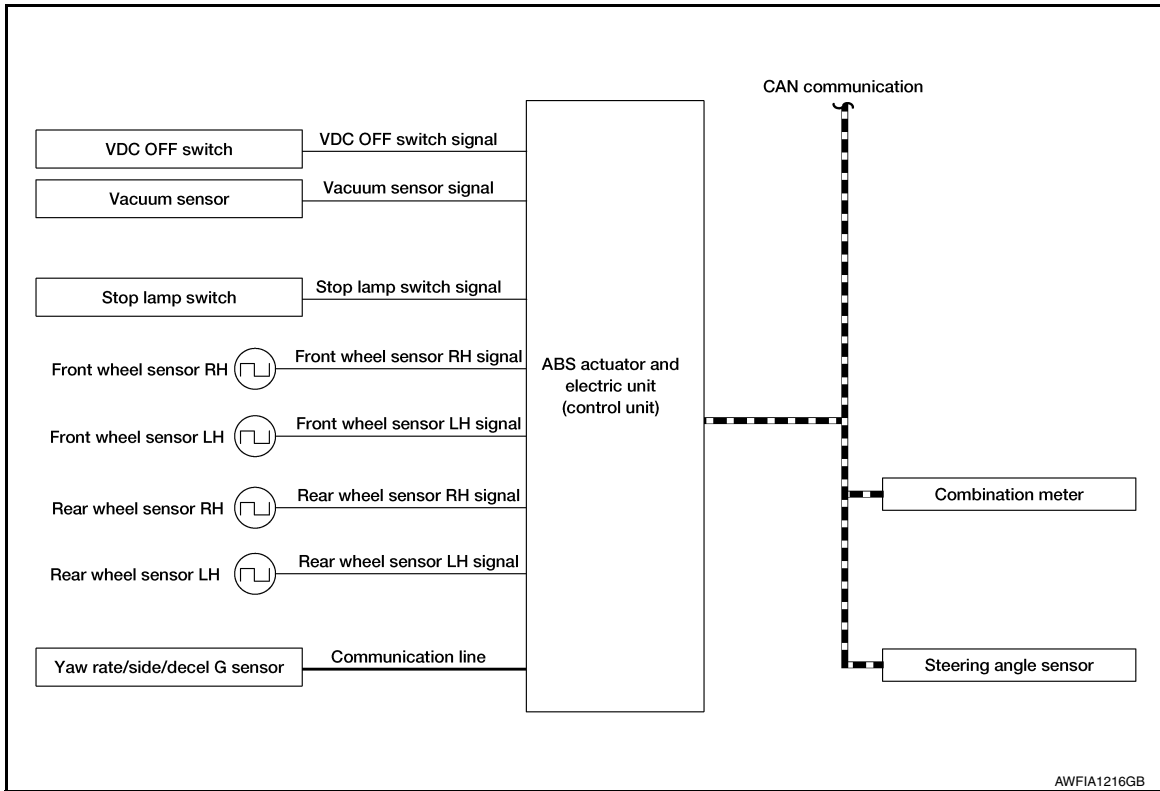 CAN communication
VDC OFF switch
VDC OFF switch signal
Vacuum sensor
Vacuum sensor signal
Stop lamp switch
Stop lamp switch signal
Front wheel sensor RH
Front wheel sensor RH signal
ABS actuator and
electric unit
(control unit)
Front wheel sensor LH
Front wheel sensor LH signal
Rear wheel sensor RH
Rear wheel sensor RH signal
Combination meter
Rear wheel sensor LH
Rear wheel sensor LH signal
Yaw rate/side/decel G sensor
Communication line
Steering angle sensor
AWFIA1216GB